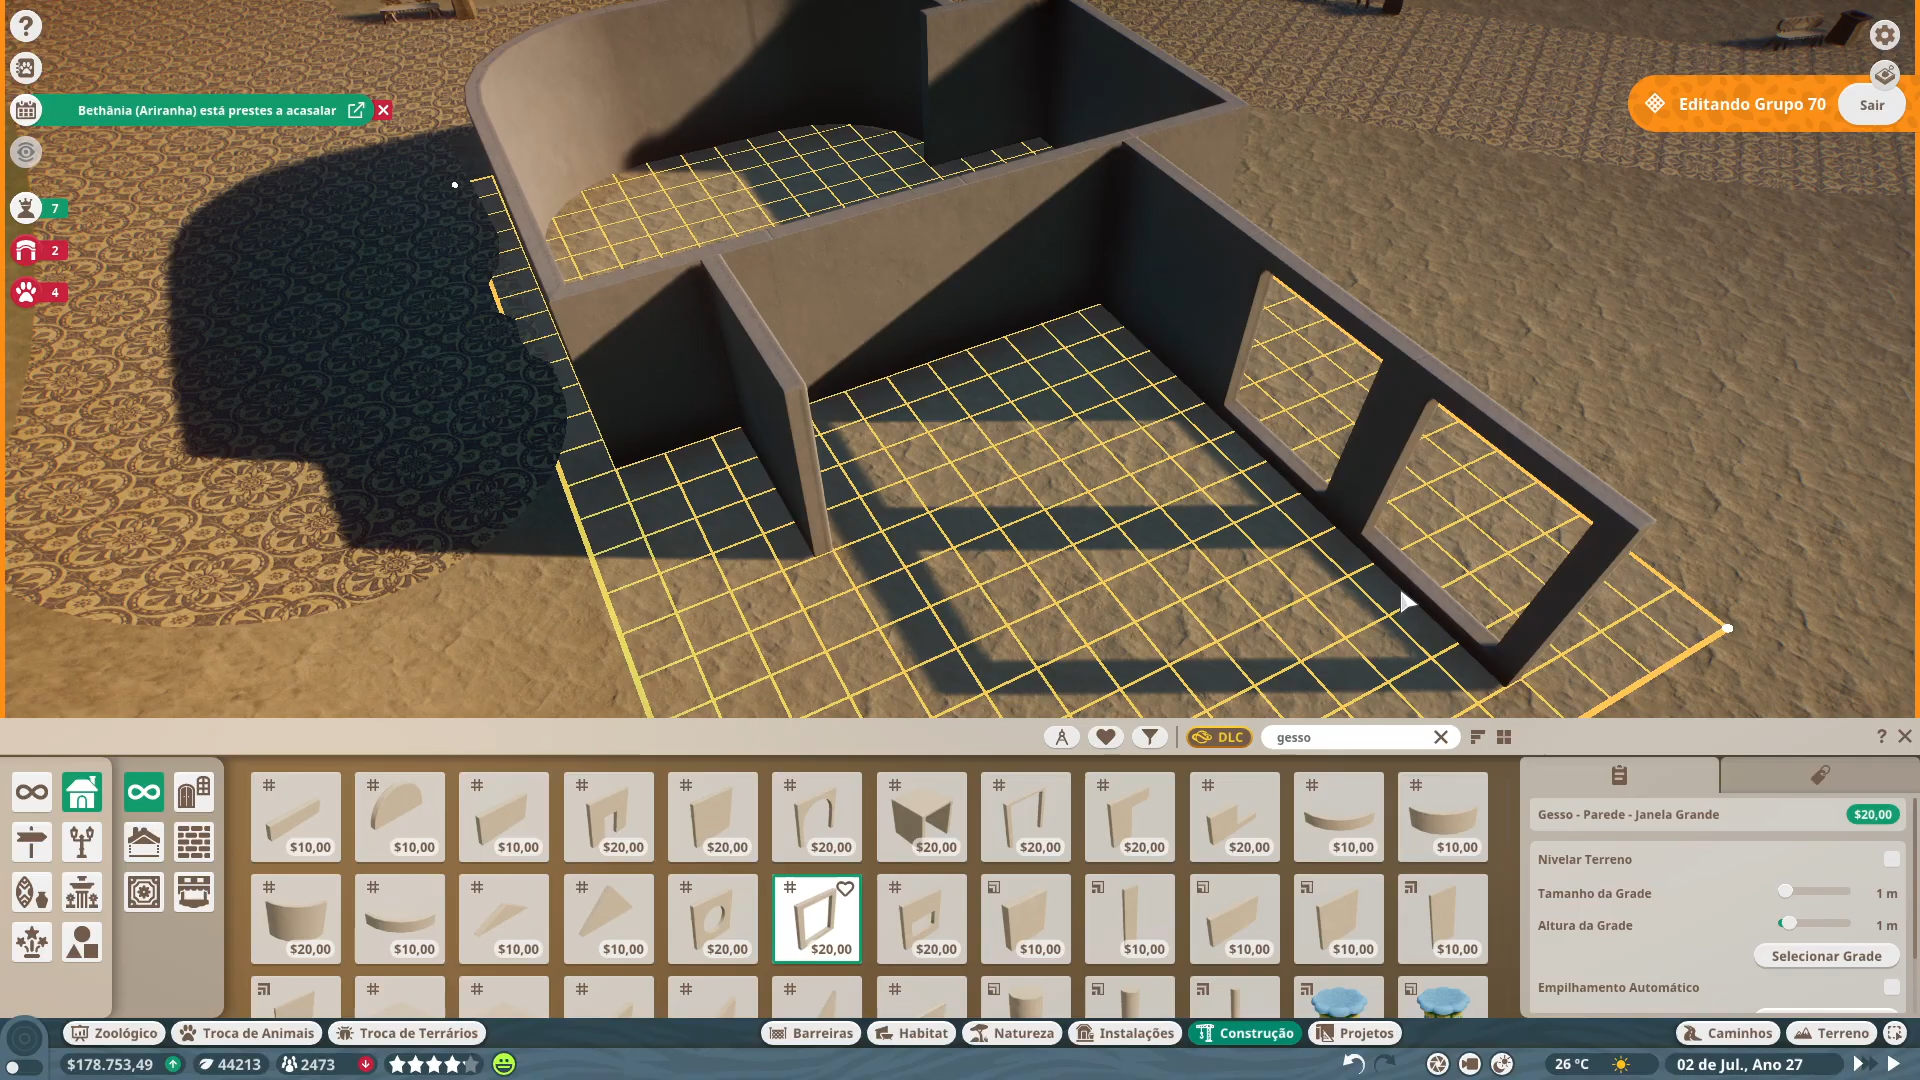 Bethânia (Ariranha) está prestes a acasalar
Editando Grupo 70
Sair
7
2
4
DLC
gesso
?
$10,00
$10,00
$10,00
$20,00
$20,00
$20,00
$20,00
$20,00
$20,00
$20,00
$10,00
$10,00
$20,00
$10,00
$10,00
$10,00
$20,00
$20,00
$20,00
$10,00
$10,00
$10,00
$10,00
$10,00
Gesso - Parede - Janela Grande
$20,00
Nivelar Terreno
Tamanho da Grade
1 m
Altura da Grade
1 m
Selecionar Grade
Empilhamento Automático
Zoológico
Troca de Animais
Troca de Terrários
Barreiras
Habitat
Natureza
Instalações
Construção
Projetos
Caminhos
Terreno
$178.753,49
44213
2473
26 °C
02 de Jul., Ano 27